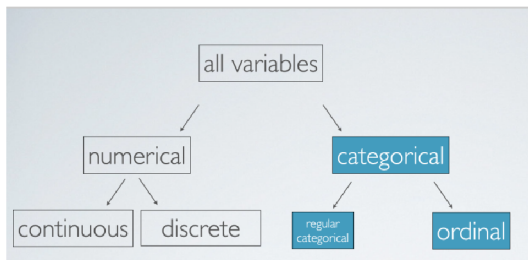 all variables
numerical
categorical
continuous
discrete
regular
categorical
ordinal